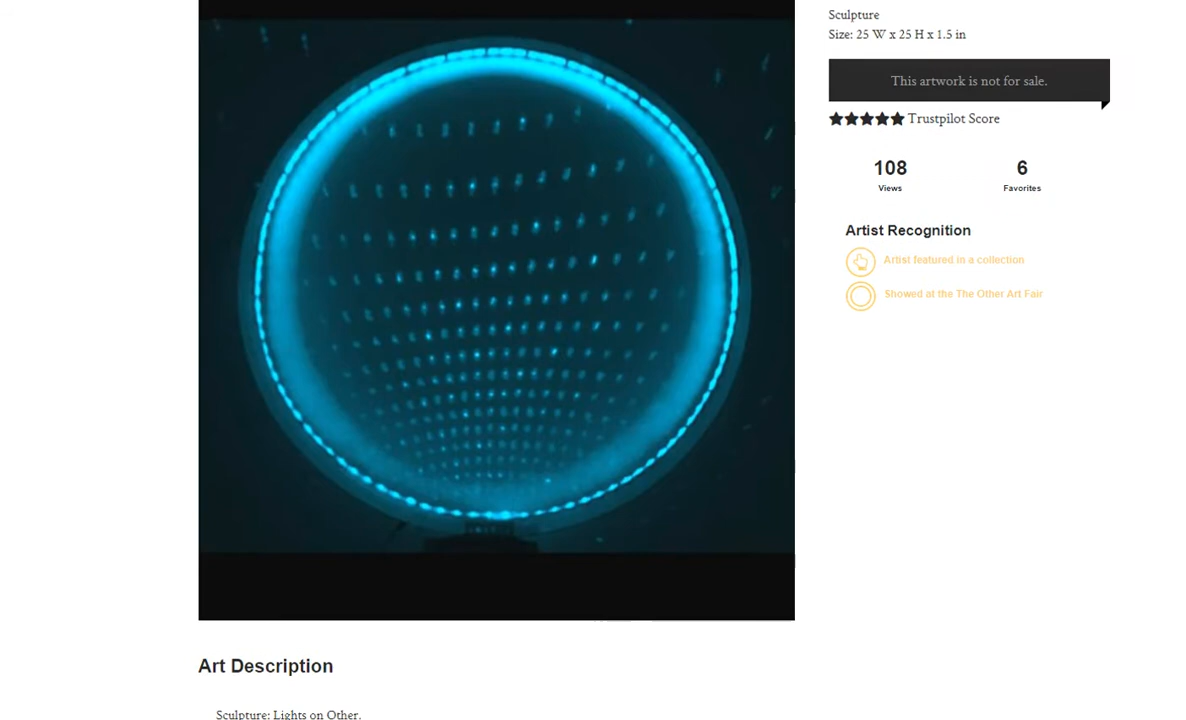 Sculpture
Size: 25 W x 25 H x 1.5 in
This artwork is not for sale.
Trustpilot Score
108
Views
6
Favorites
Artist Recognition
Artist featured in a collection
Showed at the The Other Art Fair
Art Description
Sculpture: Lights on Other.